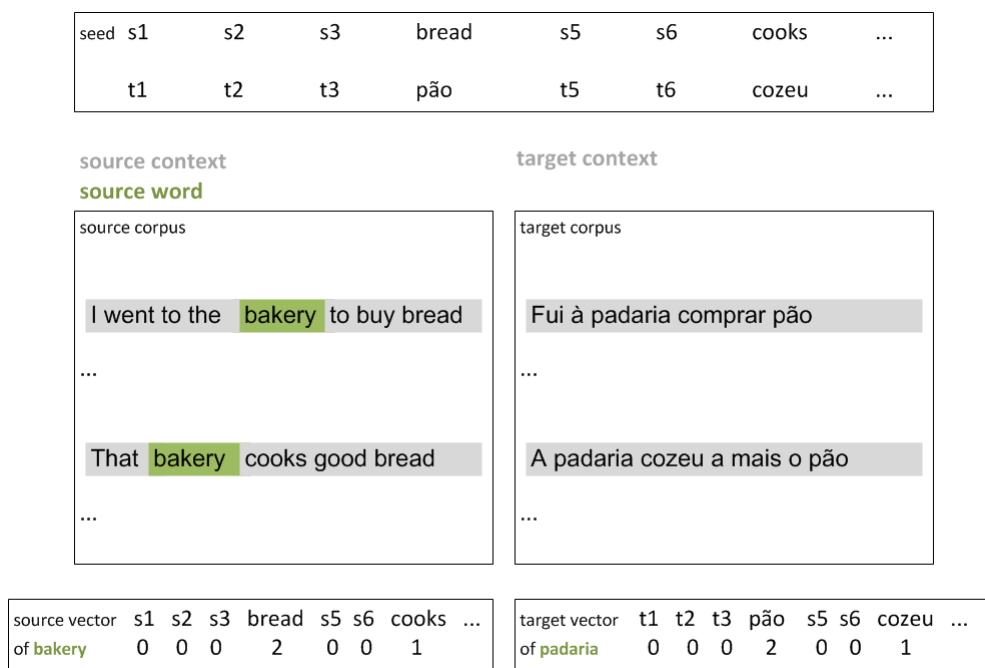 seed s1 s2 s3 bread s5 s6 cooks ...
t1 t2 t3 pão t5 t6 cozeu ...
source context
source word
target context
source corpus
I went to the bakery to buy bread
...
That bakery cooks good bread
...
target corpus
Fui à padaria comprar pão
...
A padaria cozeu a mais o pão
...
source vector s1 s2 s3 bread s5 s6 cooks ...
of bakery 0 0 0 2 0 0 1
target vector t1 t2 t3 pão s5 s6 cozeu ...
of padaria 0 0 0 2 0 0 1